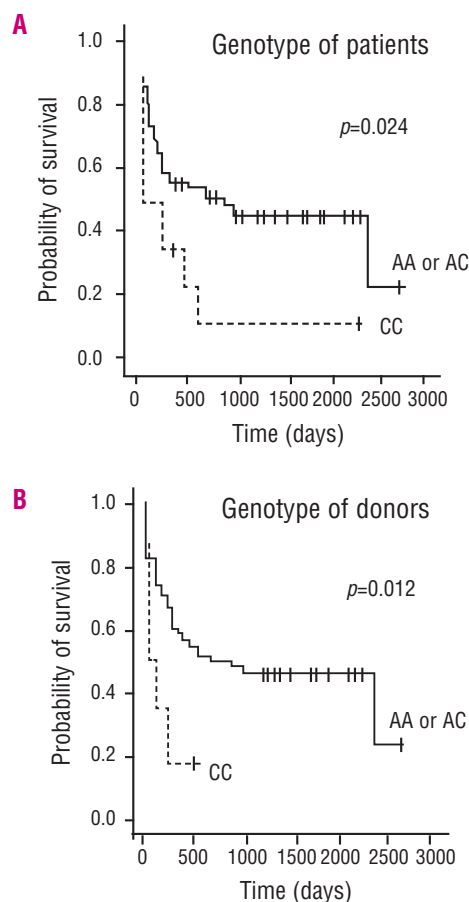 A
Genotype of patients
p=0.024
Probability of survival
1.0
0.8
0.6
0.4
0.2
0.0
AA or AC
CC
0 500 1000 1500 2000 2500 3000
Time (days)
B
Genotype of donors
p=0.012
Probability of survival
1.0
0.8
0.6
0.4
0.2
0.0
AA or AC
CC
0 500 1000 1500 2000 2500 3000
Time (days)